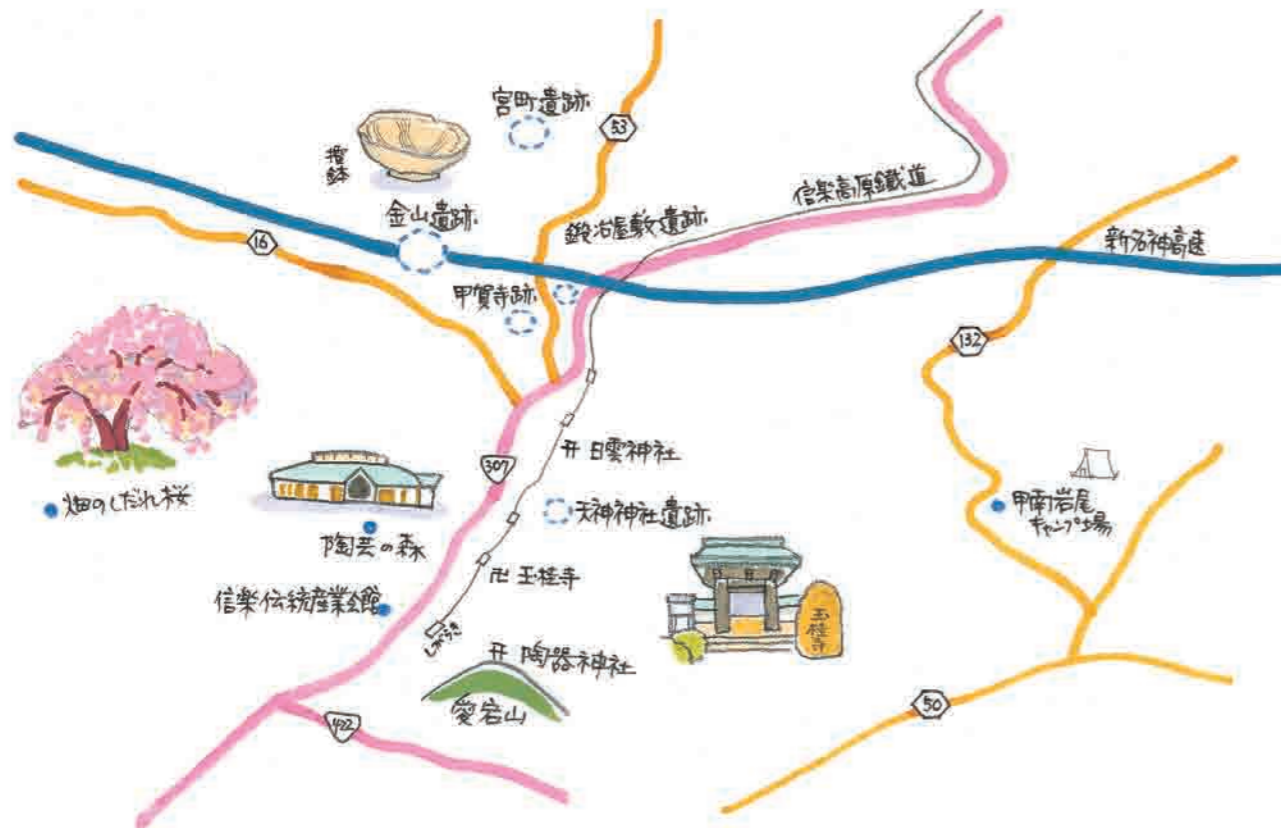 宮町遺跡
53
擂鉢
金山遺跡
信楽高原鐵道
鍛冶屋敷遺跡
16
新名神高速
甲賀寺跡
132
307
日雲神社
畑のしだれ桜
天神神社遺跡
甲南岩尾
キャンプ場
陶芸の森
卍玉桂寺
信楽伝統産業会館
玉桂寺
しがらき
陶器神社
愛宕山
50
422